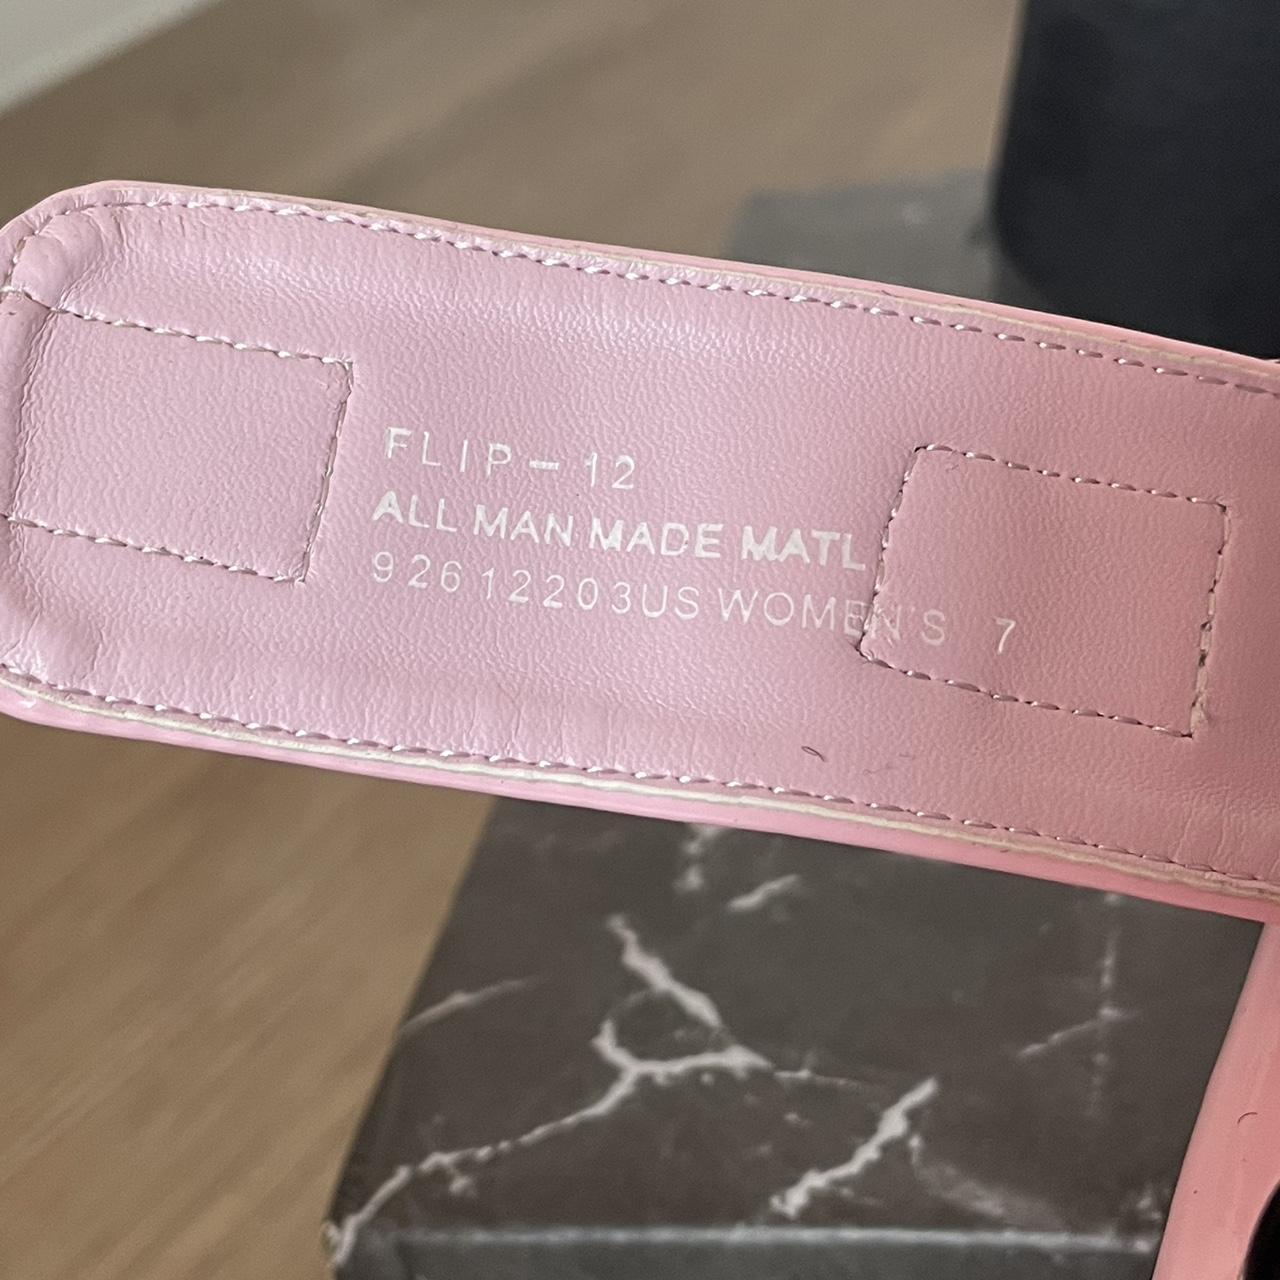 FLIP-12
ALL MAN MADE MATL
92612203US WOMEN'S 7